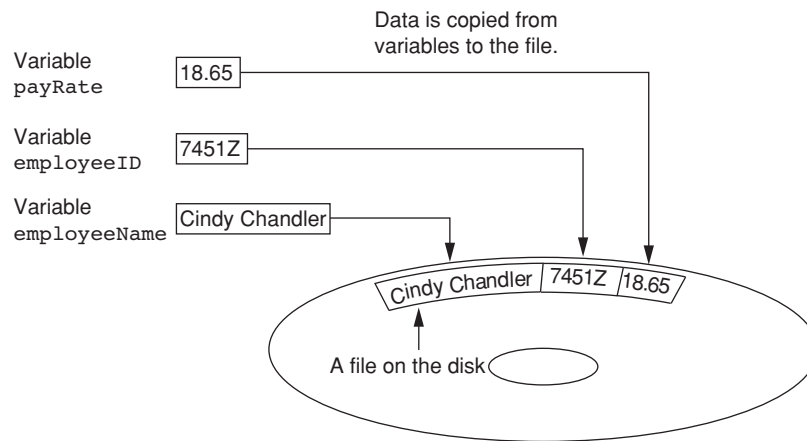 Data is copied from
variables to the file.
Variable
payRate
18.65
Variable
employeeID
7451Z
Variable
employeeName
Cindy Chandler
Cindy Chandler 7451Z 18.65
A file on the disk